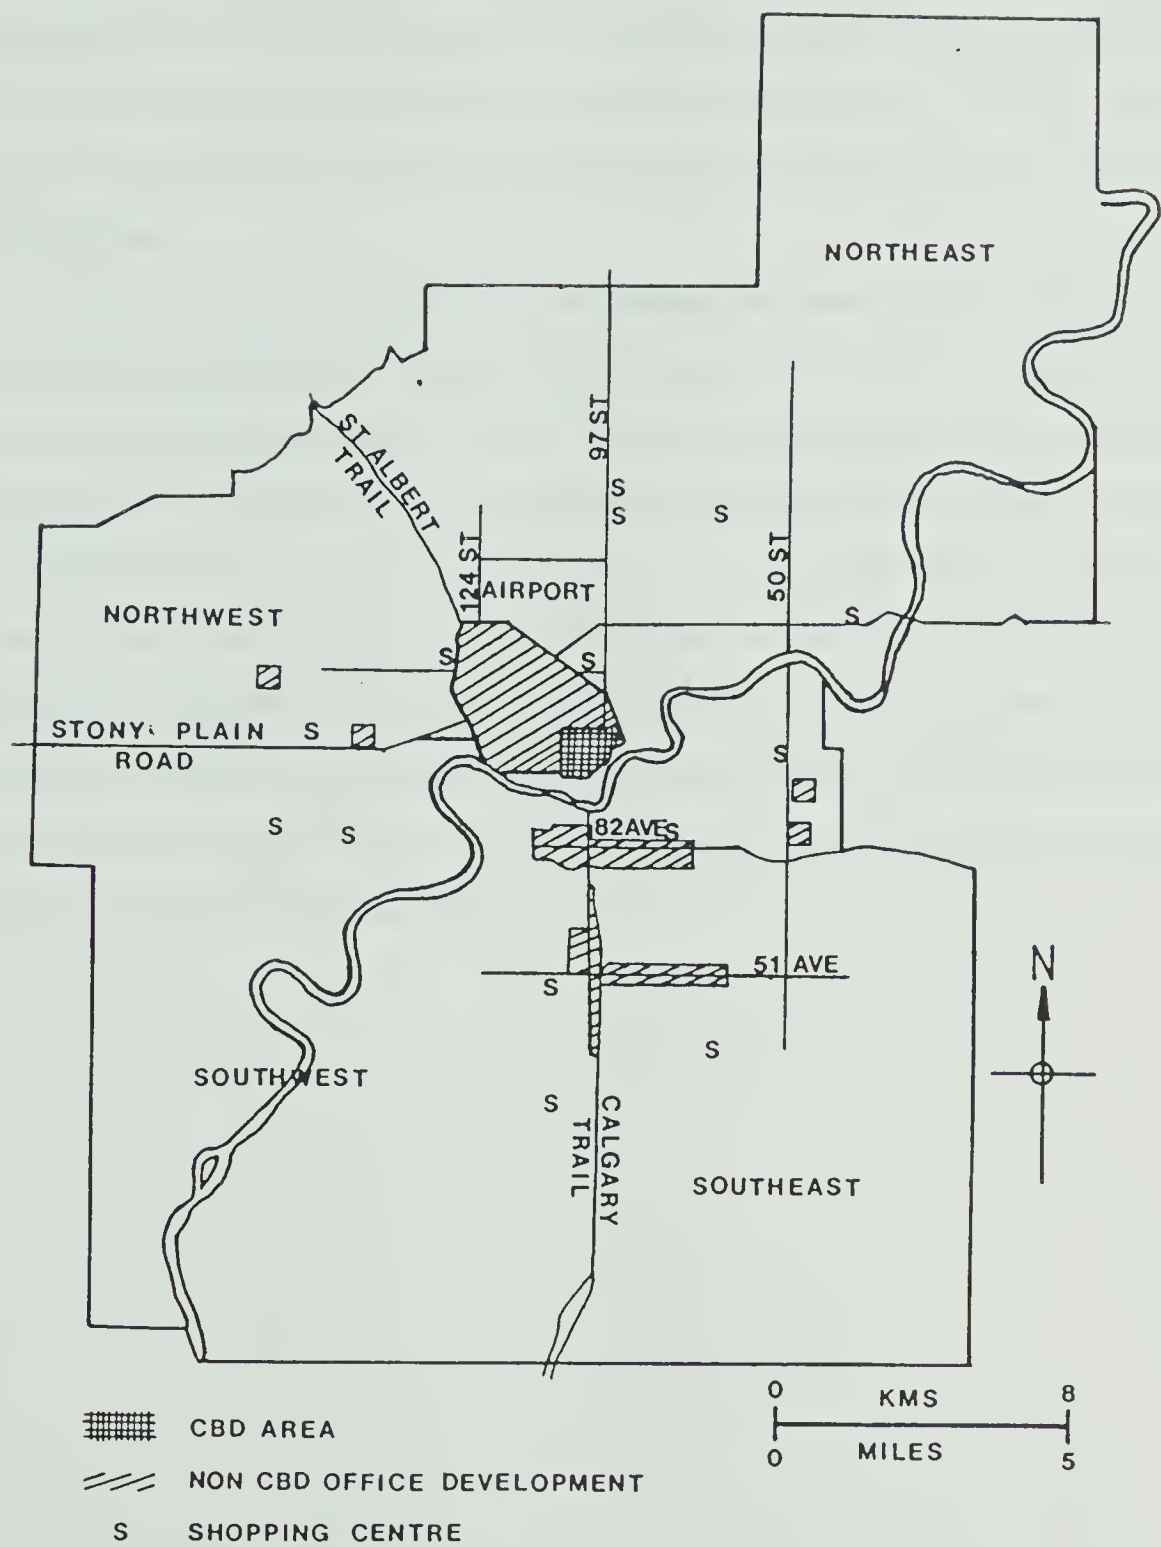 NORTHEAST
97 ST
ST ALBERT
TRAIL
S
S
S
124 ST
50 ST
AIRPORT
NORTHWEST
S
S
S
STONY PLAIN
ROAD
S
S
S
S
82 AVE
S
51 AVE
S
N
S
SOUTHWEST
S
CALGARY
TRAIL
SOUTHEAST
0 KMS 8
0 MILES 5
CBD AREA
NON CBD OFFICE DEVELOPMENT
S SHOPPING CENTRE